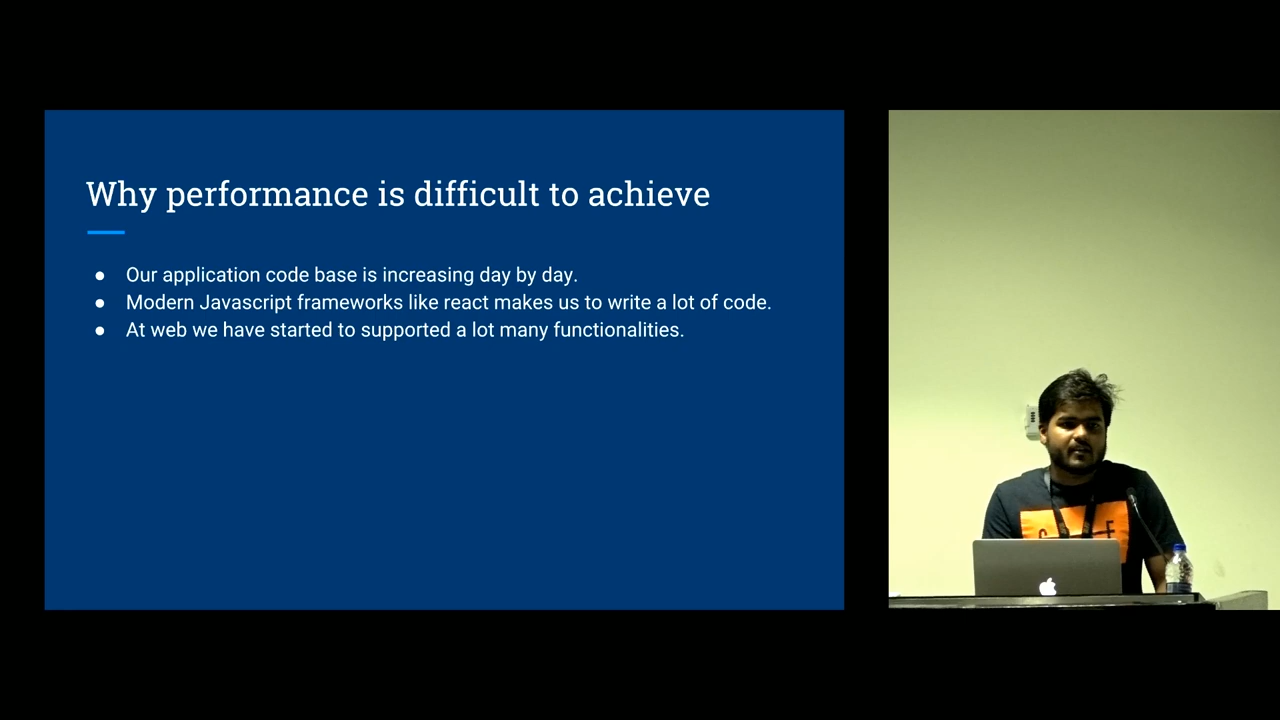 Why performance is difficult to achieve
● Our application code base is increasing day by day.
● Modern Javascript frameworks like react makes us to write a lot of code.
● At web we have started to supported a lot many functionalities.